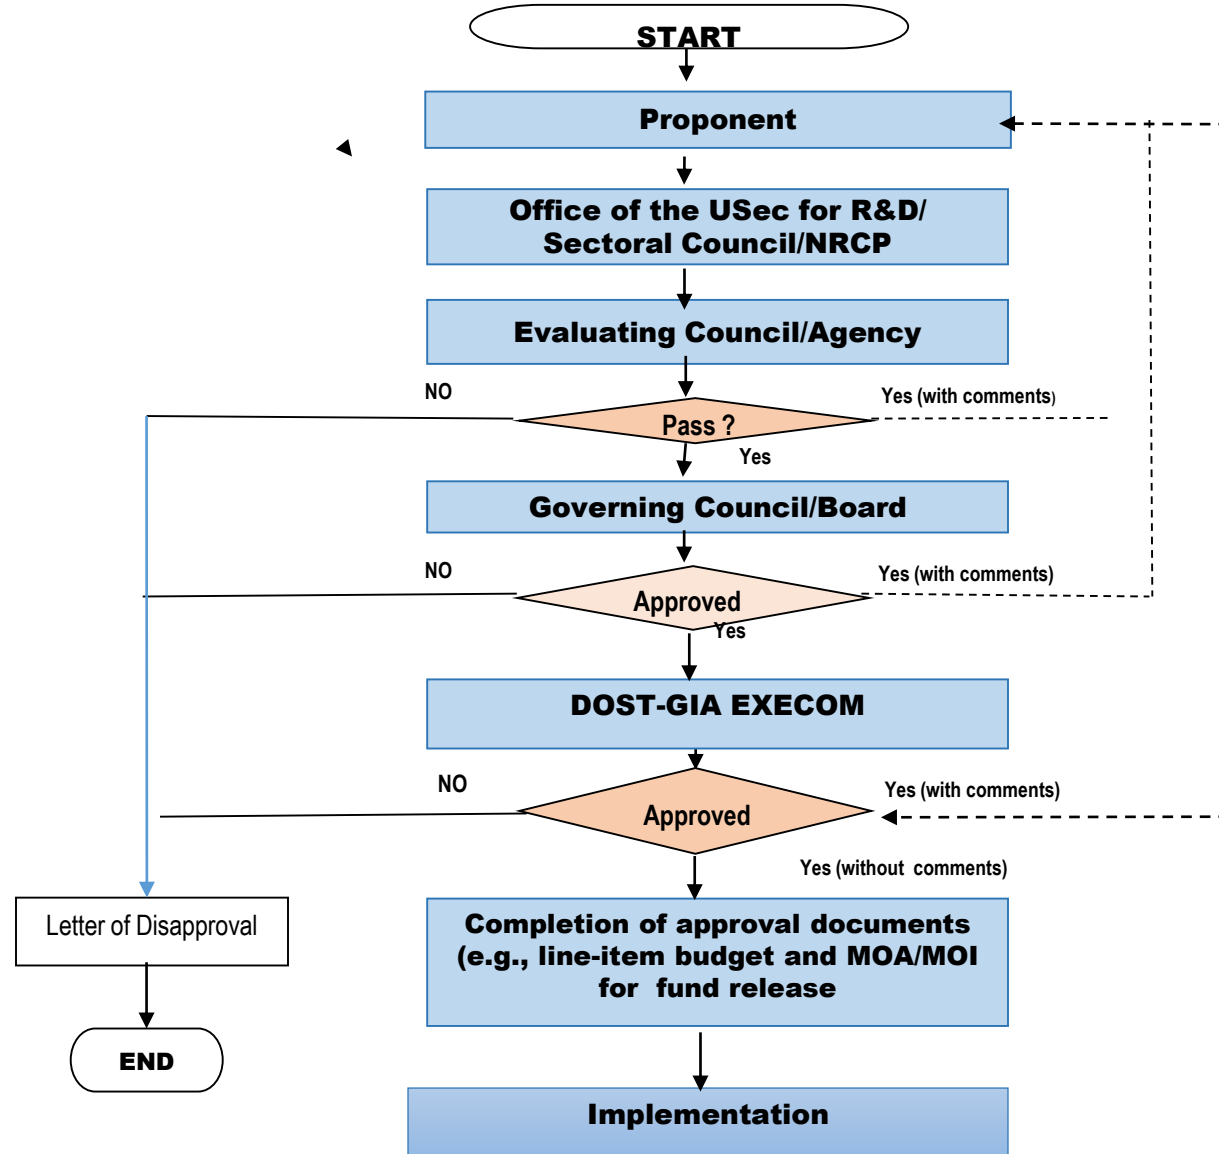 START
Proponent
Office of the USec for R&D/
Sectoral Council/NRCP
Evaluating Council/Agency
NO
Yes (with comments)
Pass ?
Yes
Governing Council/Board
NO
Yes (with comments)
Approved
Yes
DOST-GIA EXECOM
NO
Yes (with comments)
Approved
Yes (without comments)
Letter of Disapproval
Completion of approval documents
(e.g., line-item budget and MOA/MOI
for fund release
END
Implementation